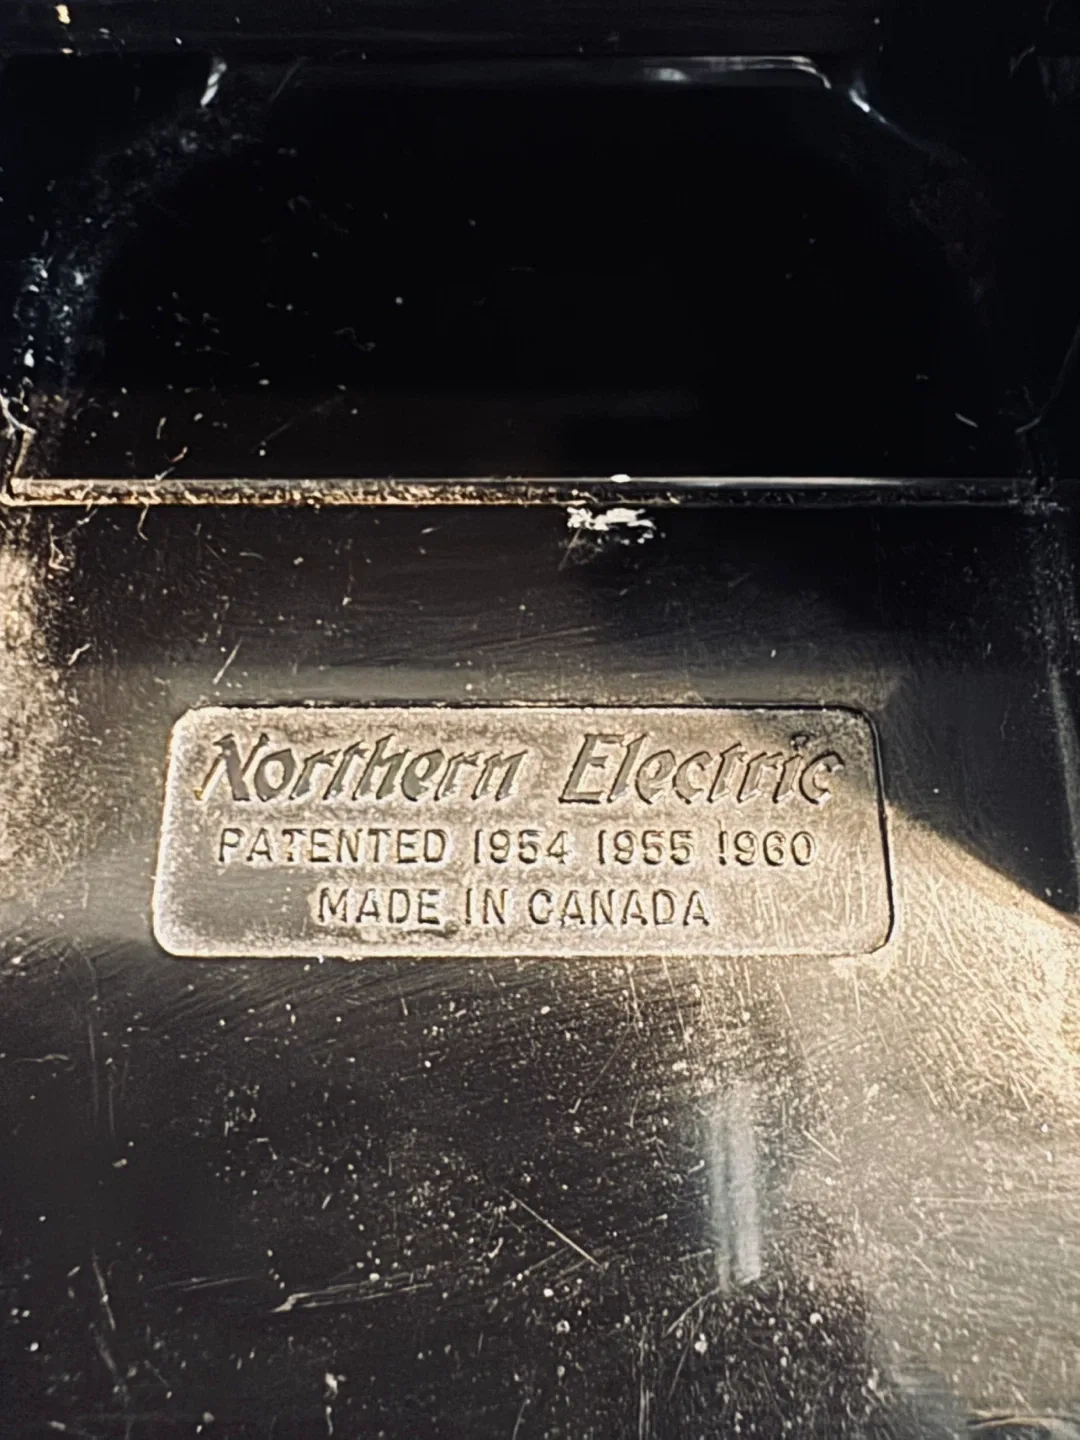 Northern Electric
PATENTED 1954 1955 1960
MADE IN CANADA